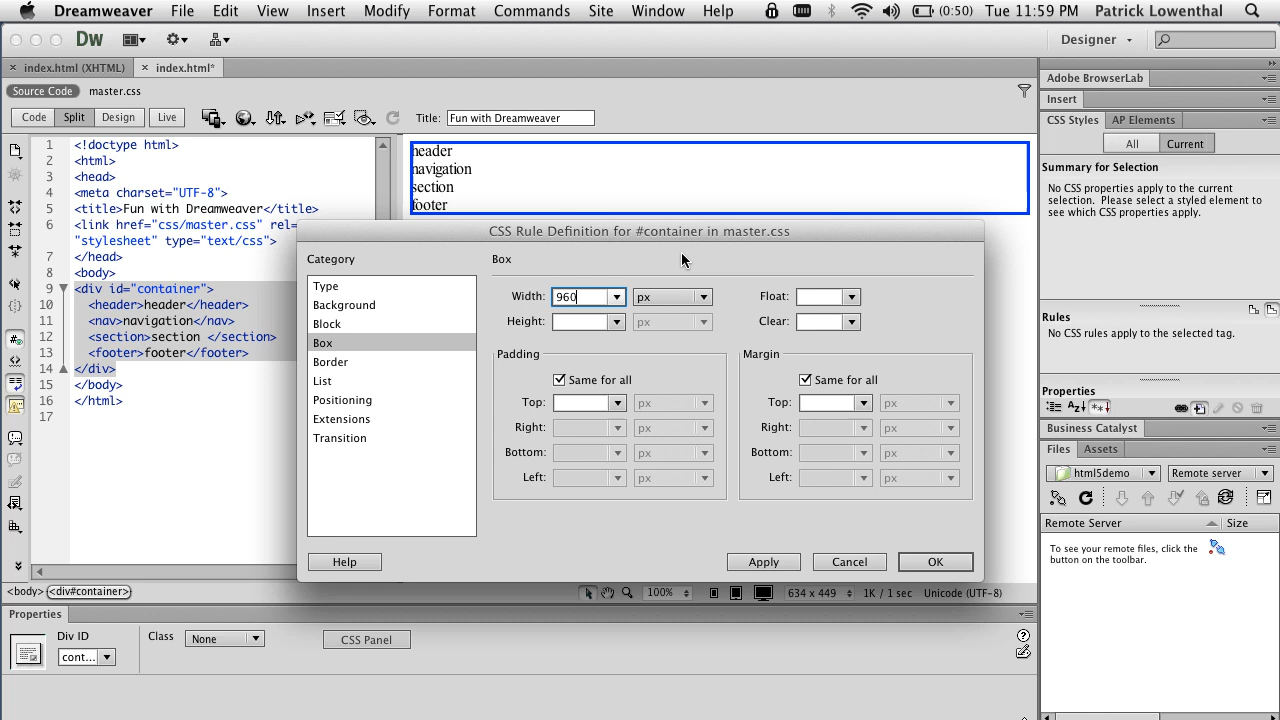 Dreamweaver File Edit View Insert Modify Format Commands Site Window Help (0:50) Tue 11:59 PM Patrick Lowenthal
Dw Designer
index.html (XHTML) index.html*
Source Code master.css
Code Split Design Live Title: Fun with Dreamweaver
1 <!doctype html>
2 <html>
3 <head>
4 <meta charset="UTF-8">
5 <title>Fun with Dreamweaver</title>
6 <link href="css/master.css" rel=
"stylesheet" type="text/css">
7 </head>
8 <body>
9 <div id="container">
10 <header>header</header>
11 <nav>navigation</nav>
12 <section>section </section>
13 <footer>footer</footer>
14 </div>
15 </body>
16 </html>
17
header
navigation
section
footer
CSS Rule Definition for #container in master.css
Category
Type
Background
Block
Box
Border
List
Positioning
Extensions
Transition
Box
Width: 960 px Float:
Height: px Clear:
Padding Margin
Same for all Same for all
Top: px Top: px
Right: px Right: px
Bottom: px Bottom: px
Left: px Left: px
Help Apply Cancel OK
<body> <div#container> 100% 634 x 449 1K / 1 sec Unicode (UTF-8)
Properties
Div ID Class None CSS Panel
cont...
Adobe BrowserLab
Insert
CSS Styles AP Elements
All Current
Summary for Selection
No CSS properties apply to the current
selection. Please select a styled element to
see which CSS properties apply.
Rules
No CSS rules apply to the selected tag.
Properties
Az↓ **↓
Business Catalyst
Files Assets
html5demo Remote server
Remote Server Size
To see your remote files, click the
button on the toolbar.